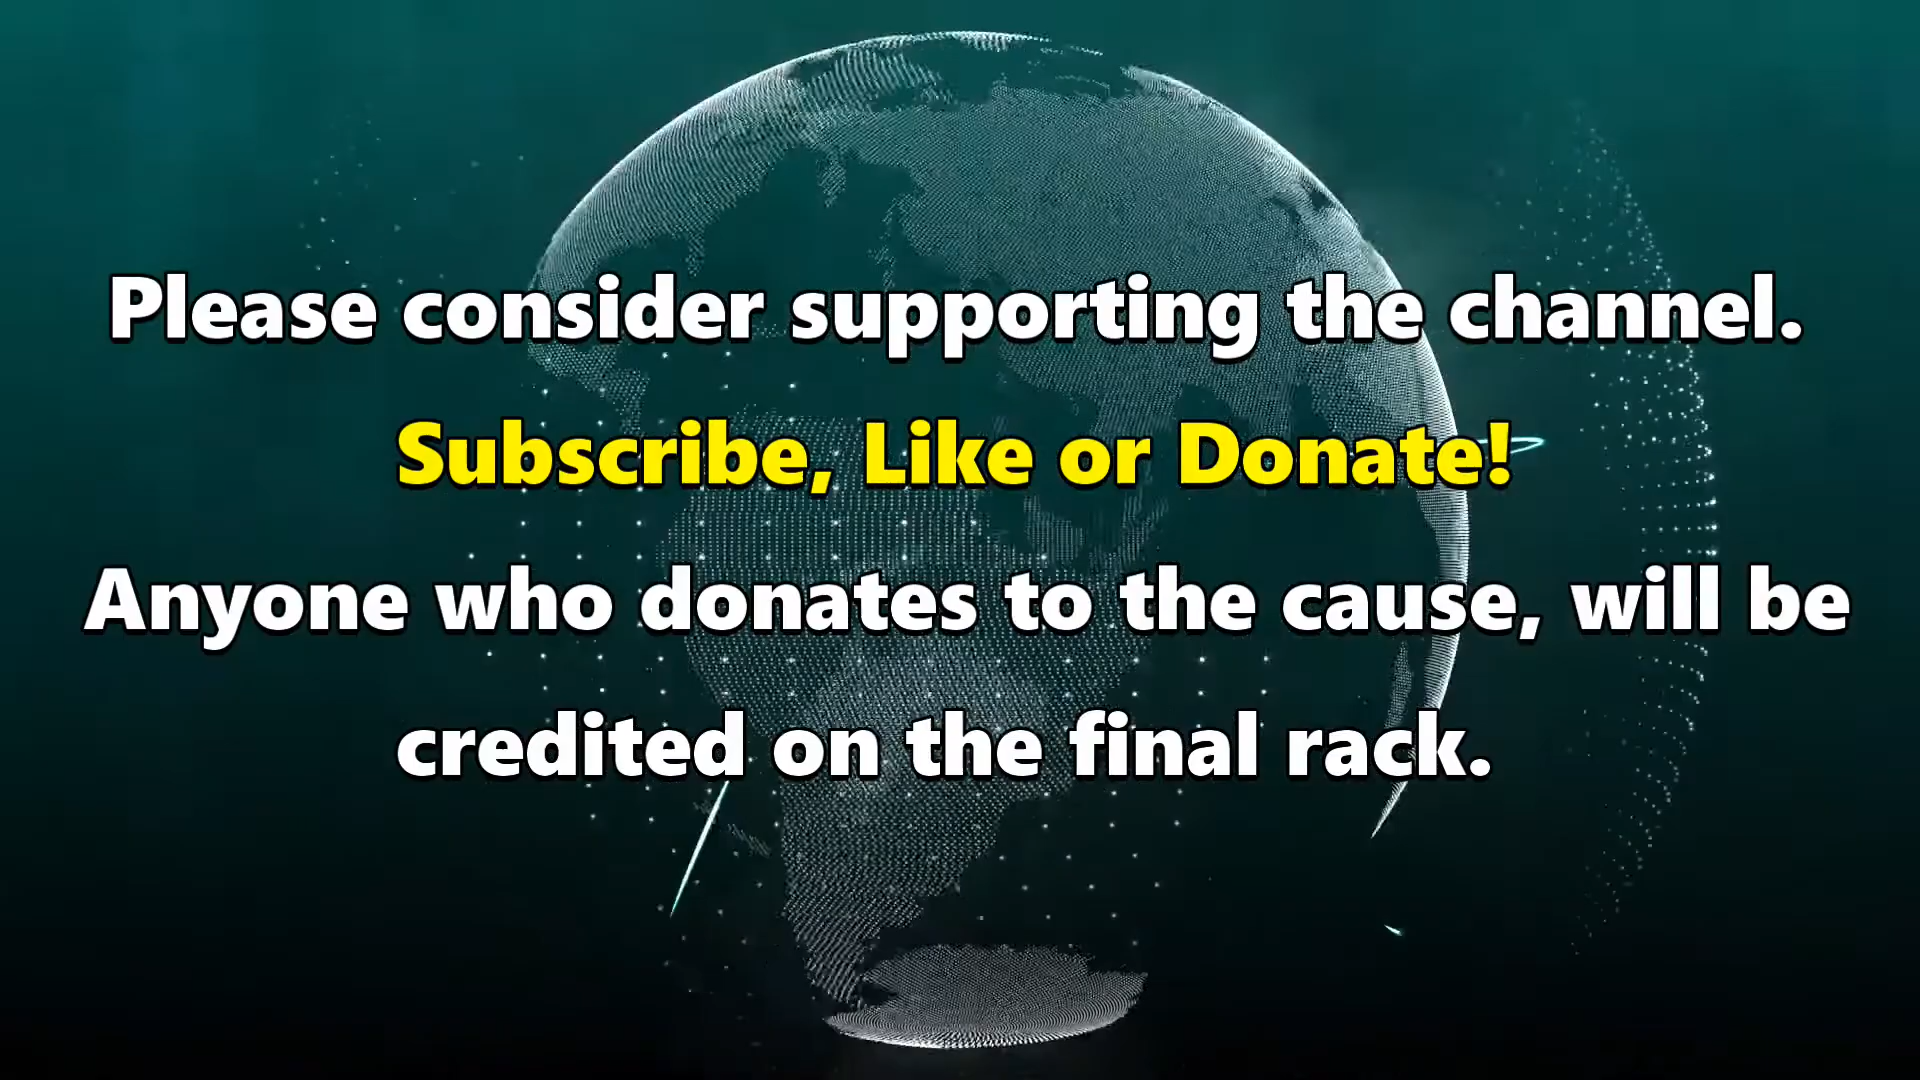 Please consider supporting the channel.
Subscribe, Like or Donate!
Anyone who donates to the cause, will be
credited on the final rack.